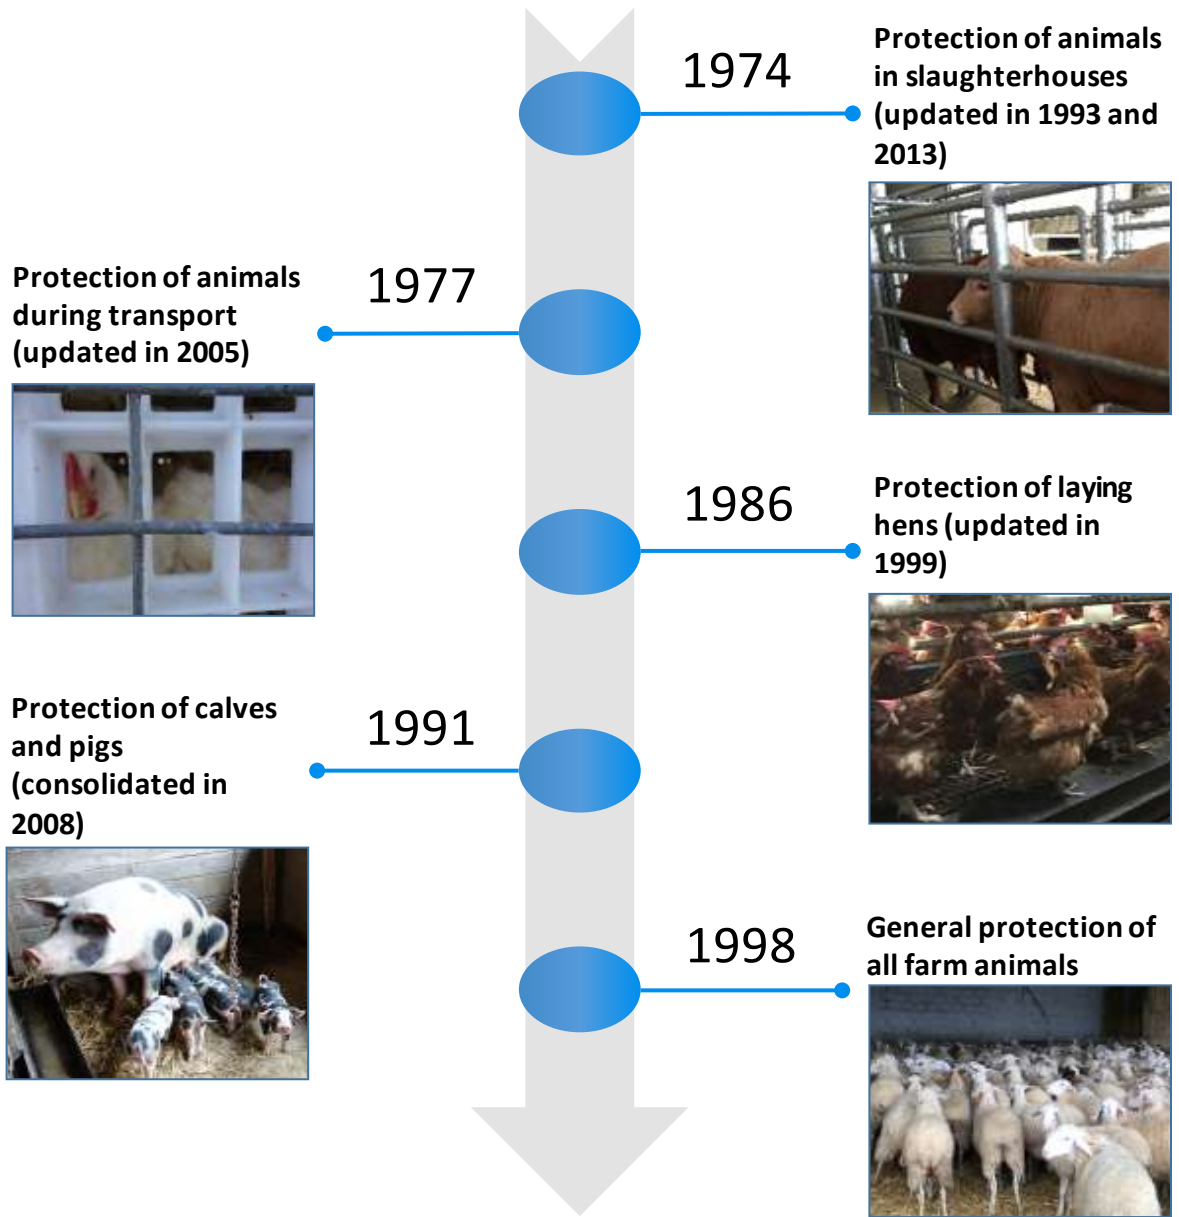 1974
Protection of animals
in slaughterhouses
(updated in 1993 and
2013)
1977
Protection of animals
during transport
(updated in 2005)
1986
Protection of laying
hens (updated in
1999)
1991
Protection of calves
and pigs
(consolidated in
2008)
1998
General protection of
all farm animals